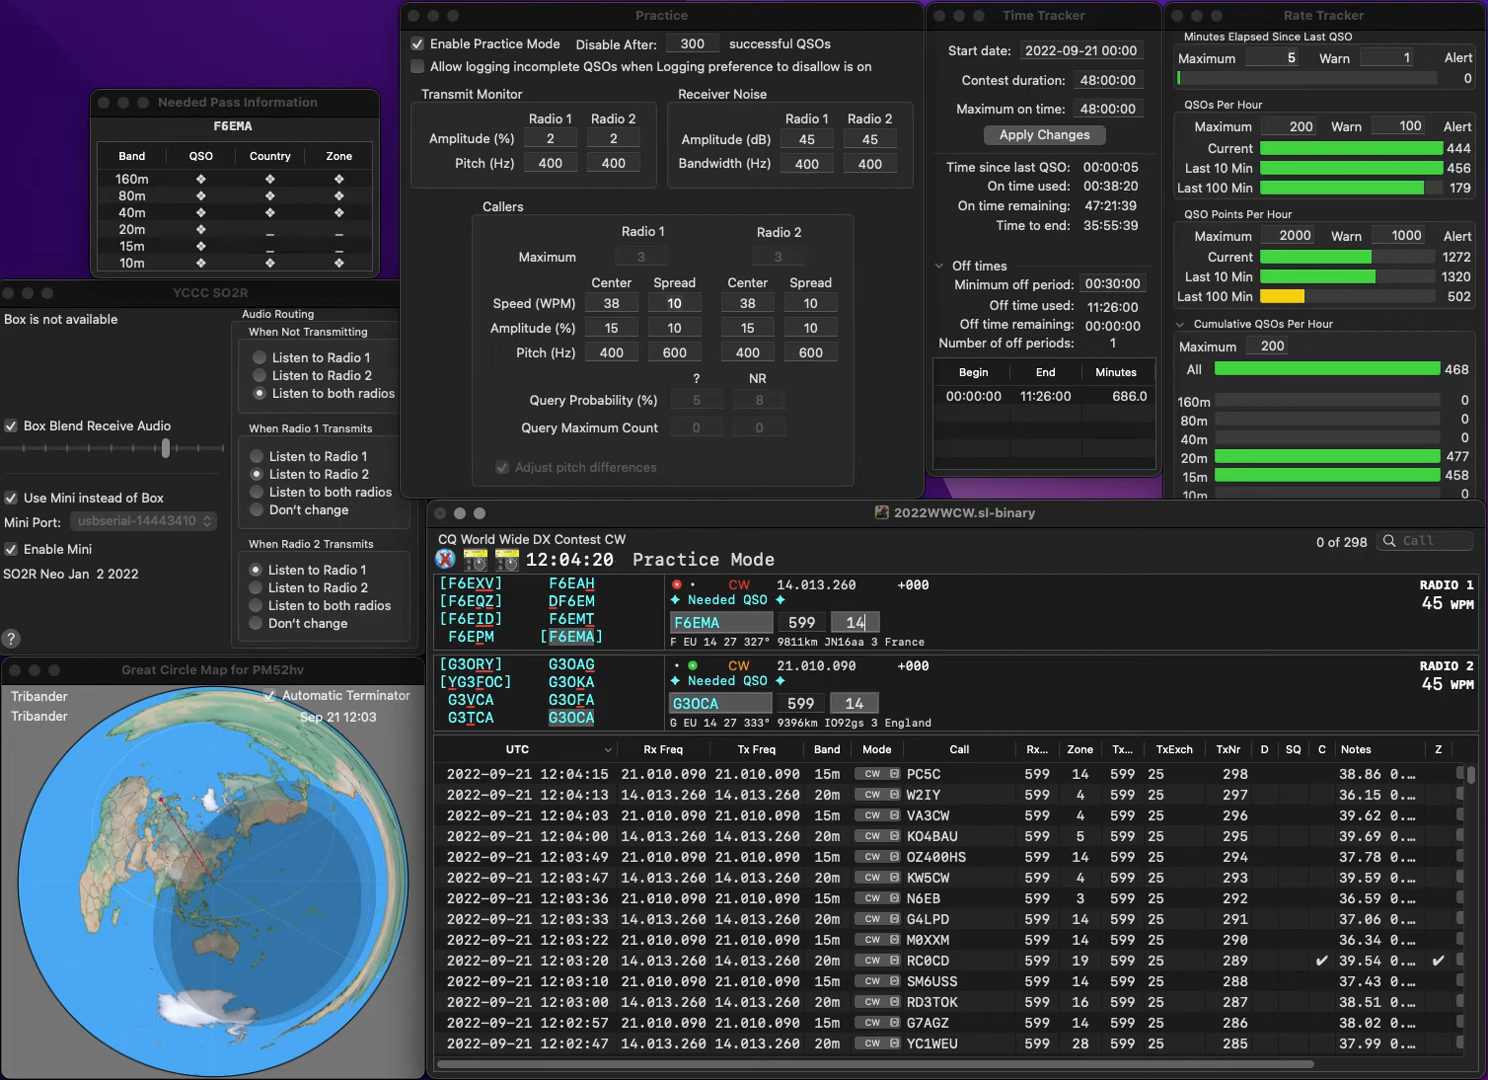 Needed Pass Information
F6EMA
Band QSO Country Zone
160m ❖ ❖ ❖
80m ❖ ❖ ❖
40m ❖ ❖ ❖
20m ❖ _ _
15m ❖ _ _
10m ❖ ❖ ❖
YCCC SO2R
Box is not available
Box Blend Receive Audio
Use Mini instead of Box
Mini Port: usbserial-14443410
Enable Mini
SO2R Neo Jan 2 2022
?
Audio Routing
When Not Transmitting
Listen to Radio 1
Listen to Radio 2
Listen to both radios
When Radio 1 Transmits
Listen to Radio 1
Listen to Radio 2
Listen to both radios
Don't change
When Radio 2 Transmits
Listen to Radio 1
Listen to Radio 2
Listen to both radios
Don't change
Great Circle Map for PM52hv
Tribander
Tribander
Automatic Terminator
Sep 21 12:03
Practice
Enable Practice Mode Disable After: 300 successful QSOs
Allow logging incomplete QSOs when Logging preference to disallow is on
Transmit Monitor
Radio 1 Radio 2
Amplitude (%) 2 2
Pitch (Hz) 400 400
Receiver Noise
Radio 1 Radio 2
Amplitude (dB) 45 45
Bandwidth (Hz) 400 400
Callers
Radio 1 Radio 2
Maximum 3 3
Center Spread Center Spread
Speed (WPM) 38 10 38 10
Amplitude (%) 15 10 15 10
Pitch (Hz) 400 600 400 600
? NR
Query Probability (%) 5 8
Query Maximum Count 0 0
Adjust pitch differences
Time Tracker
Start date: 2022-09-21 00:00
Contest duration: 48:00:00
Maximum on time: 48:00:00
Apply Changes
Time since last QSO: 00:00:05
On time used: 00:38:20
On time remaining: 47:21:39
Time to end: 35:55:39
Off times
Minimum off period: 00:30:00
Off time used: 11:26:00
Off time remaining: 00:00:00
Number of off periods: 1
Begin End Minutes
00:00:00 11:26:00 686.0
Rate Tracker
Minutes Elapsed Since Last QSO
Maximum 5 Warn 1 Alert
0
QSOs Per Hour
Maximum 200 Warn 100 Alert
Current 444
Last 10 Min 456
Last 100 Min 179
QSO Points Per Hour
Maximum 2000 Warn 1000 Alert
Current 1272
Last 10 Min 1320
Last 100 Min 502
Cumulative QSOs Per Hour
Maximum 200
All 468
160m 0
80m 0
40m 0
20m 477
15m 458
10m 0
2022WWCW.sl-binary
CQ World Wide DX Contest CW
12:04:20 Practice Mode
0 of 298 Call
[F6EXV] F6EAH
[F6EQZ] DF6EM
[F6EID] F6EMT
F6EPM [F6EMA]
CW 14.013.260 +000
✦ Needed QSO ✦
F6EMA 599 14
F EU 14 27 327° 9811km JN16aa 3 France
RADIO 1
45 WPM
[G3ORY] G3OAG
[YG3FOC] G3OKA
G3VCA G3OFA
G3TCA G3OCA
CW 21.010.090 +000
✦ Needed QSO ✦
G3OCA 599 14
G EU 14 27 333° 9396km IO92gs 3 England
RADIO 2
45 WPM
UTC Rx Freq Tx Freq Band Mode Call Rx... Zone Tx... TxExch TxNr D SQ C Notes Z
2022-09-21 12:04:15 21.010.090 21.010.090 15m CW PC5C 599 14 599 25 298 38.86 0....
2022-09-21 12:04:13 14.013.260 14.013.260 20m CW W2IY 599 4 599 25 297 36.15 0....
2022-09-21 12:04:03 21.010.090 21.010.090 15m CW VA3CW 599 4 599 25 296 39.62 0....
2022-09-21 12:04:00 14.013.260 14.013.260 20m CW KO4BAU 599 5 599 25 295 39.69 0....
2022-09-21 12:03:49 21.010.090 21.010.090 15m CW OZ400HS 599 14 599 25 294 37.78 0....
2022-09-21 12:03:47 14.013.260 14.013.260 20m CW KW5CW 599 4 599 25 293 39.59 0....
2022-09-21 12:03:36 21.010.090 21.010.090 15m CW N6EB 599 3 599 25 292 36.59 0....
2022-09-21 12:03:33 14.013.260 14.013.260 20m CW G4LPD 599 14 599 25 291 37.06 0....
2022-09-21 12:03:22 21.010.090 21.010.090 15m CW M0XXM 599 14 599 25 290 36.34 0....
2022-09-21 12:03:20 14.013.260 14.013.260 20m CW RC0CD 599 19 599 25 289 ✔ 39.54 0.... ✔
2022-09-21 12:03:10 21.010.090 21.010.090 15m CW SM6USS 599 14 599 25 288 37.43 0....
2022-09-21 12:03:00 14.013.260 14.013.260 20m CW RD3TOK 599 16 599 25 287 38.51 0....
2022-09-21 12:02:57 21.010.090 21.010.090 15m CW G7AGZ 599 14 599 25 286 38.02 0....
2022-09-21 12:02:47 14.013.260 14.013.260 20m CW YC1WEU 599 28 599 25 285 37.99 0....